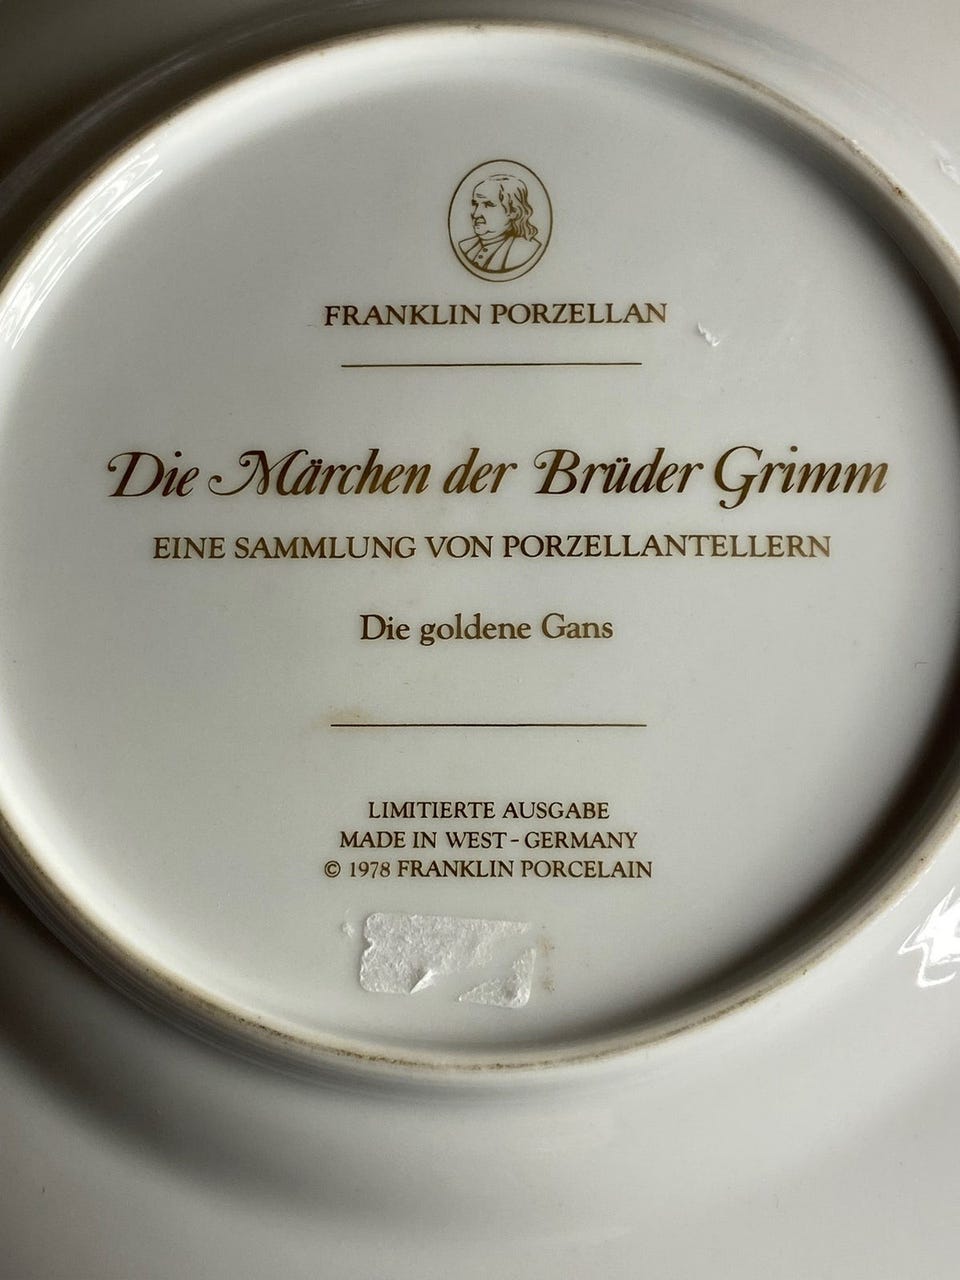 FRANKLIN PORZELLAN
Die Märchen der Brüder Grimm
EINE SAMMLUNG VON PORZELLANTELLERN
Die goldene Gans
LIMITIERTE AUSGABE
MADE IN WEST-GERMANY
© 1978 FRANKLIN PORCELAIN